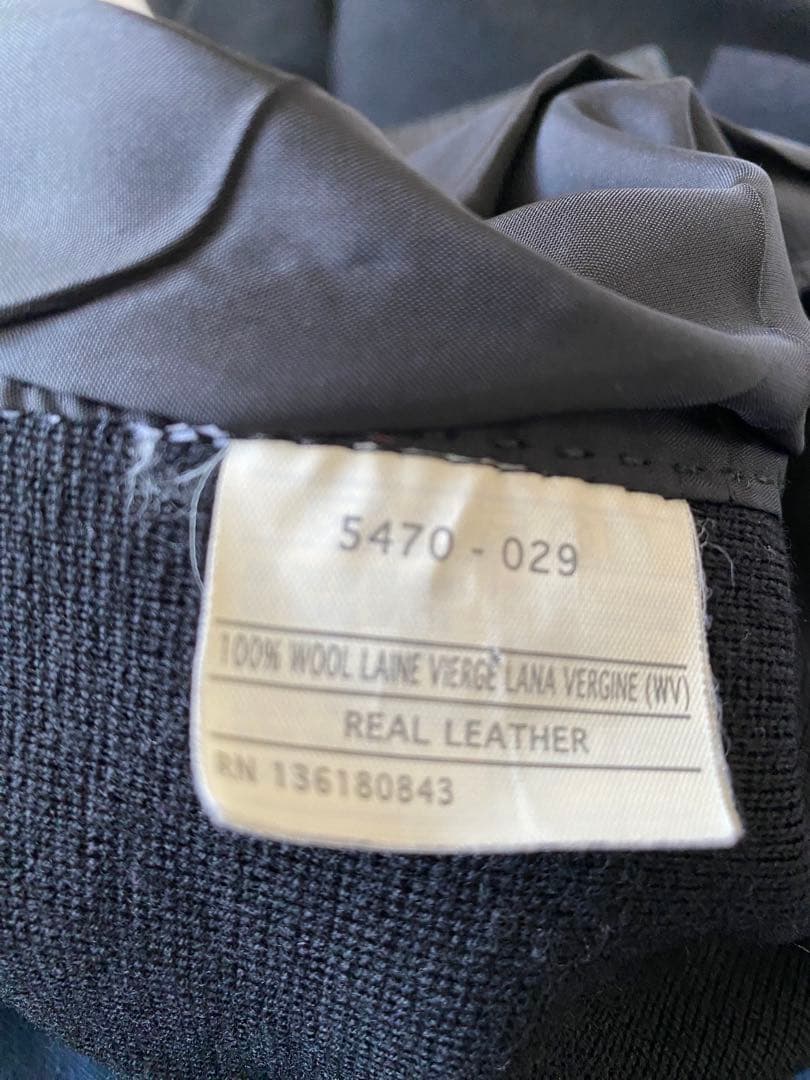 5470 - 029
100% WOOL LAINE VIERGE LANA VERGINE (WV)
REAL LEATHER
RN 136180843